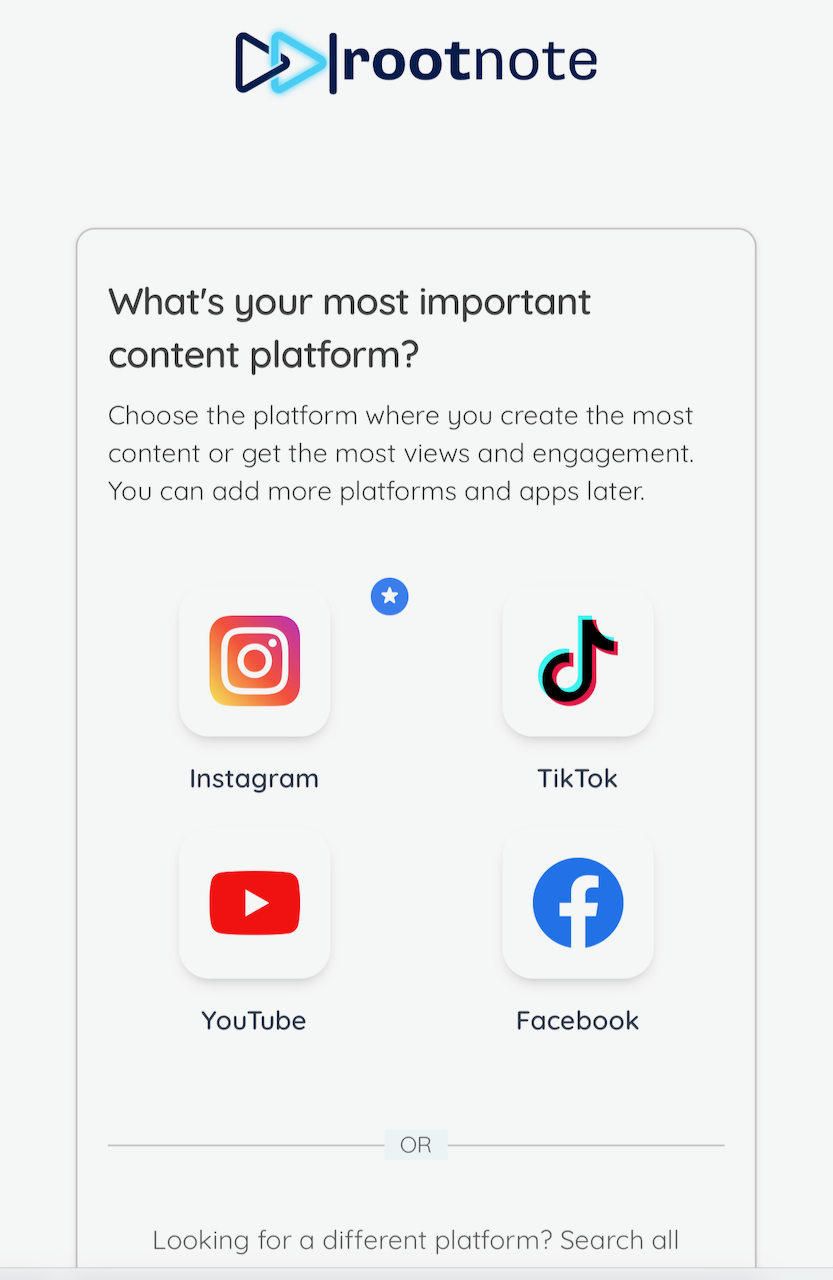 rootnote
What's your most important
content platform?
Choose the platform where you create the most
content or get the most views and engagement.
You can add more platforms and apps later.
Instagram
TikTok
YouTube
Facebook
OR
Looking for a different platform? Search all